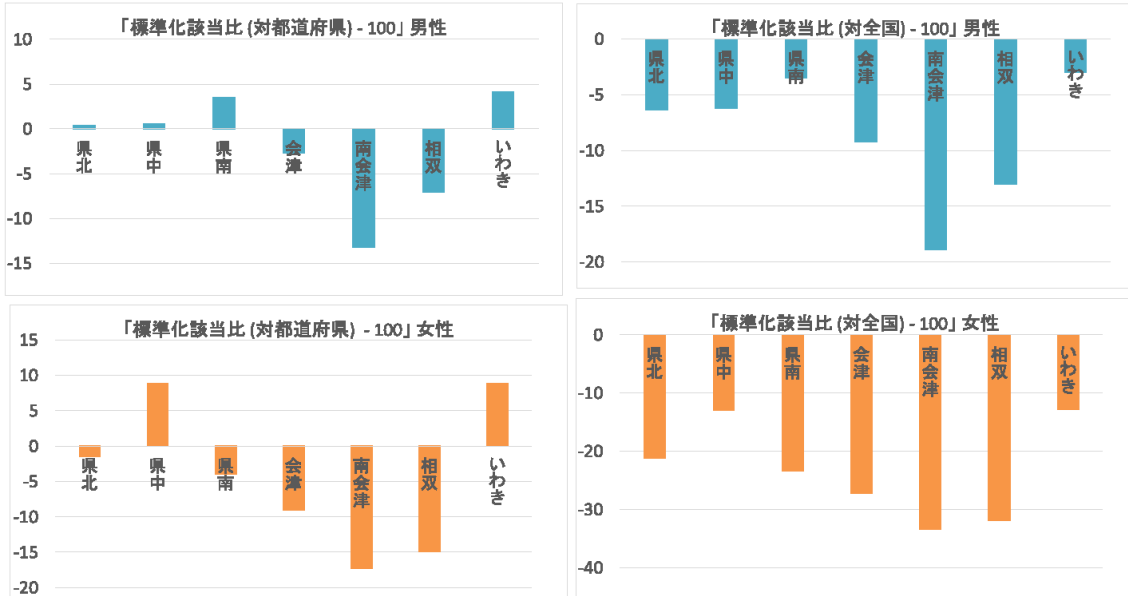 「標準化該当比 (対都道府県) - 100」 男性
10
5
0
-5
-10
-15
県北
県中
県南
会津
南会津
相双
いわき
「標準化該当比 (対全国) - 100」 男性
0
-5
-10
-15
-20
県北
県中
県南
会津
南会津
相双
いわき
「標準化該当比 (対都道府県) - 100」 女性
15
10
5
0
-5
-10
-15
-20
県北
県中
県南
会津
南会津
相双
いわき
「標準化該当比 (対全国) - 100」 女性
0
-10
-20
-30
-40
県北
県中
県南
会津
南会津
相双
いわき